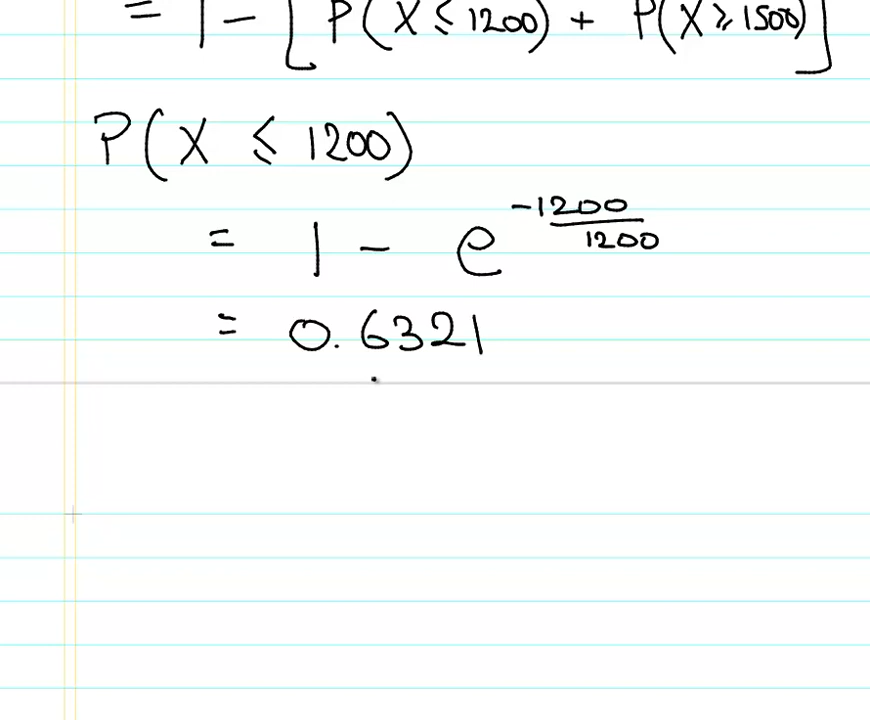 = 1 - [P(X ≤ 1200) + P(X ≥ 1500)]
P(X ≤ 1200)
= 1 - e^(-1200/1200)
= 0.6321